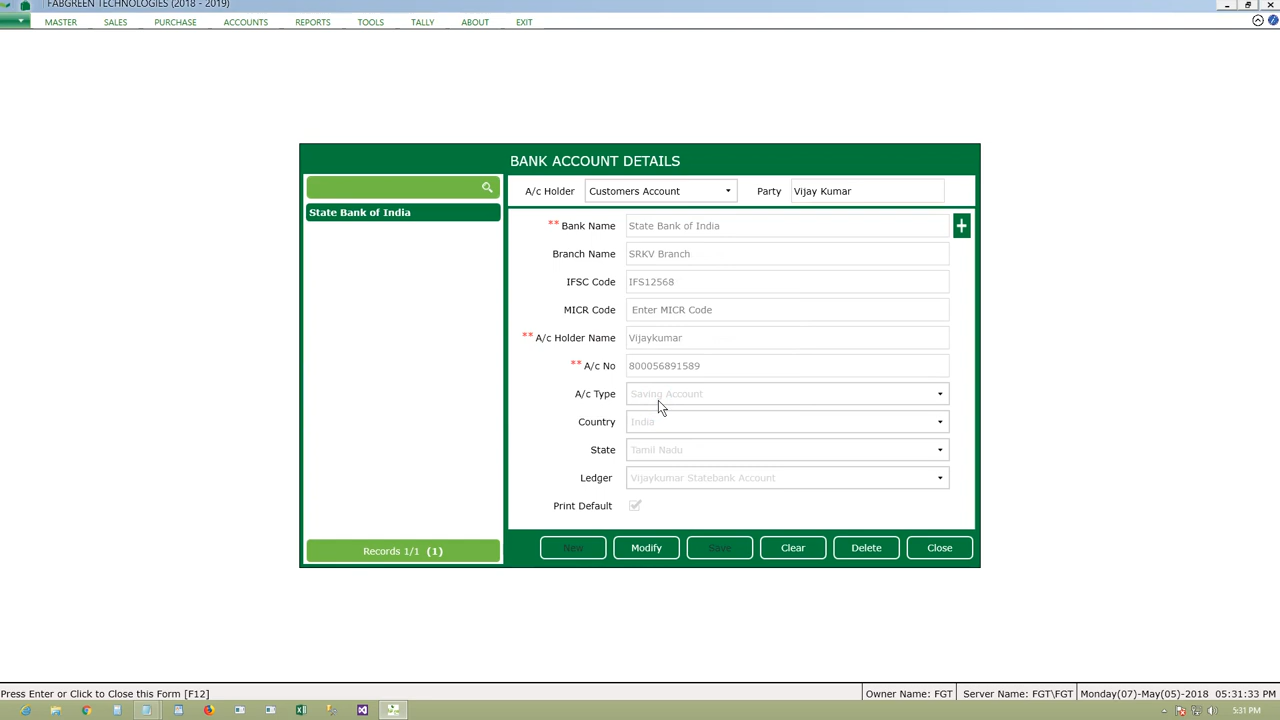 FABGREEN TECHNOLOGIES (2018 - 2019)
MASTER SALES PURCHASE ACCOUNTS REPORTS TOOLS TALLY ABOUT EXIT
BANK ACCOUNT DETAILS
A/c Holder Customers Account Party Vijay Kumar
State Bank of India
** Bank Name State Bank of India +
Branch Name SRKV Branch
IFSC Code IFS12568
MICR Code Enter MICR Code
** A/c Holder Name Vijaykumar
** A/c No 800056891589
A/c Type Saving Account
Country India
State Tamil Nadu
Ledger Vijaykumar Statebank Account
Print Default
Records 1/1 (1)
New Modify Save Clear Delete Close
Press Enter or Click to Close this Form [F12]
Owner Name: FGT Server Name: FGT\FGT Monday(07)-May(05)-2018 05:31:33 PM
5:31 PM